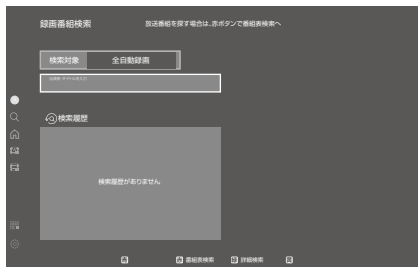 録画番組検索
放送番組を探す場合は、赤ボタンで番組表検索へ
検索対象 全自動録画
検索履歴
検索履歴がありません
番組表検索 詳細検索